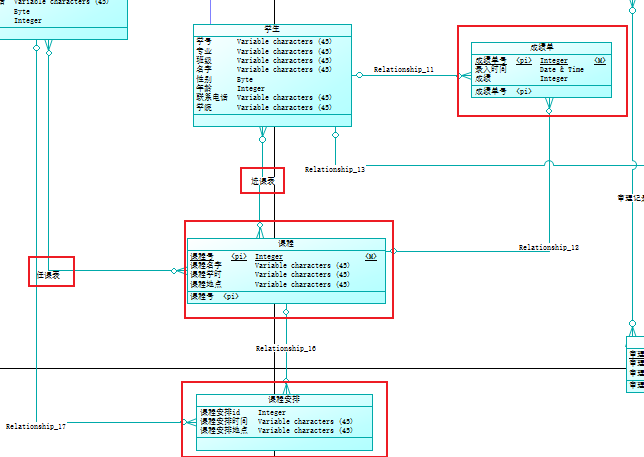 Variable characters (45)
Byte
Integer
学生
学号 Variable characters (45)
专业 Variable characters (45)
班级 Variable characters (45)
名字 Variable characters (45)
性别 Byte
年龄 Integer
联系电话 Variable characters (45)
学院 Variable characters (45)
Relationship_11
成绩单
成绩单号 <pi> Integer <M>
录入时间 Date & Time
成绩 Integer
成绩单号 <pi>
Relationship_13
选课表
审理记录
课程
课程号 <pi> Integer <M>
课程名字 Variable characters (45)
课程学时 Variable characters (45)
课程地点 Variable characters (45)
课程号 <pi>
Relationship_12
任课表
Relationship_16
审理
审理
审理
审理
课程安排
课程安排id Integer
课程安排时间 Variable characters (45)
课程安排地点 Variable characters (45)
Relationship_17